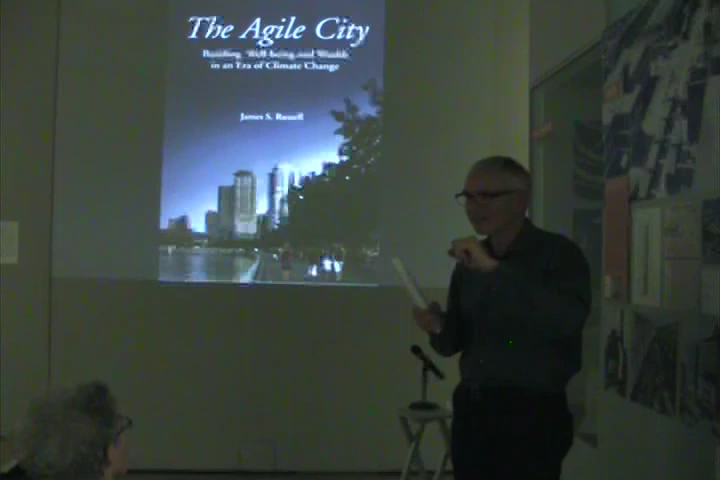 The Agile City
Building, Well-being, and Wealth
in an Era of Climate Change
James S. Russell